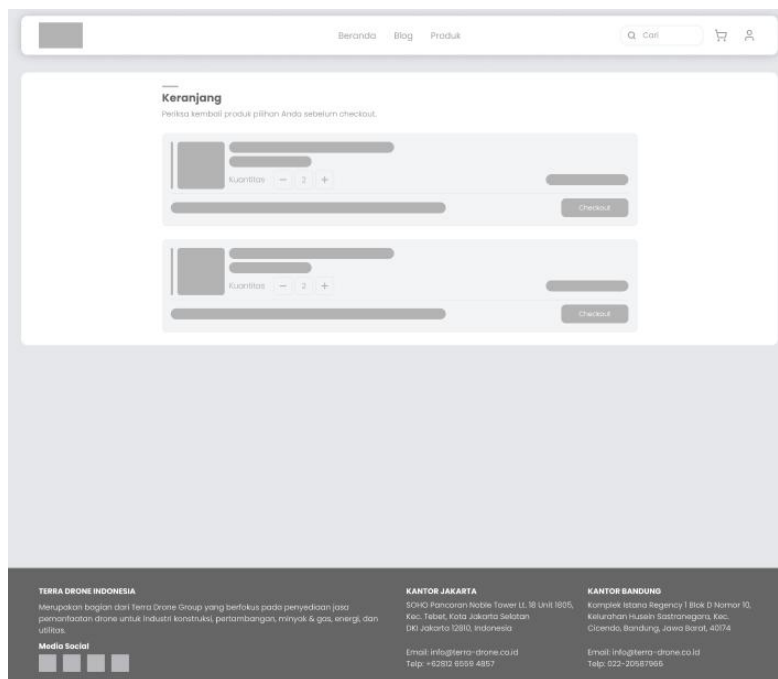 Beranda Blog Produk Cari
Keranjang
Periksa kembali produk pilihan Anda sebelum checkout.
Kuantitas 2
Checkout
Kuantitas 2
Checkout
TERRA DRONE INDONESIA
Merupakan bagian dari Terra Drone Group yang berfokus pada penyediaan jasa
pemanfaatan drone untuk industri konstruksi, pertambangan, minyak & gas, energi, dan
utilitas.
Media Social
KANTOR JAKARTA
SOHO Pancoran Noble Tower Lt. 18 Unit 1805,
Kec. Tebet, Kota Jakarta Selatan
DKI Jakarta 12810, Indonesia
Email: info@terra-drone.co.id
Telp: +62812 6559 4857
KANTOR BANDUNG
Komplek Istana Regency 1 Blok D Nomor 10,
Kelurahan Husein Sastranegara, Kec.
Cicendo, Bandung, Jawa Barat, 40174
Email: info@terra-drone.co.id
Telp: 022-20587966